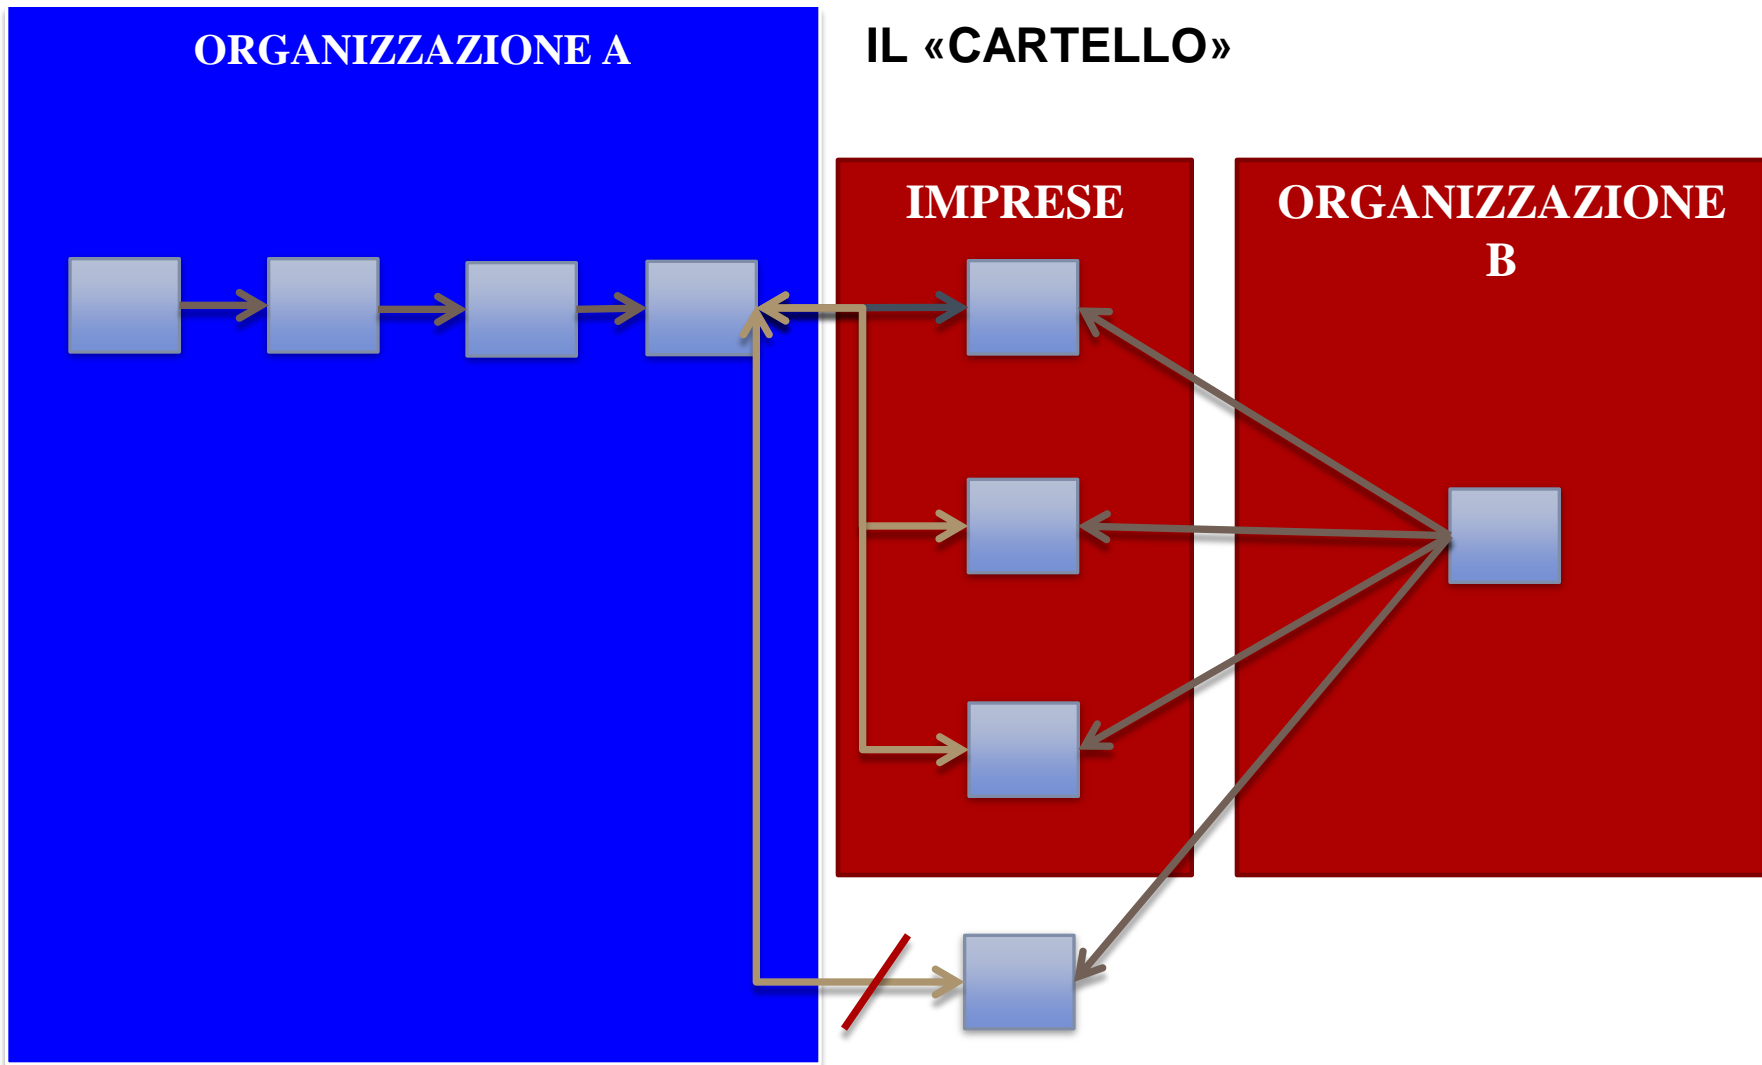 ORGANIZZAZIONE A
IL «CARTELLO»
IMPRESE
ORGANIZZAZIONE
B